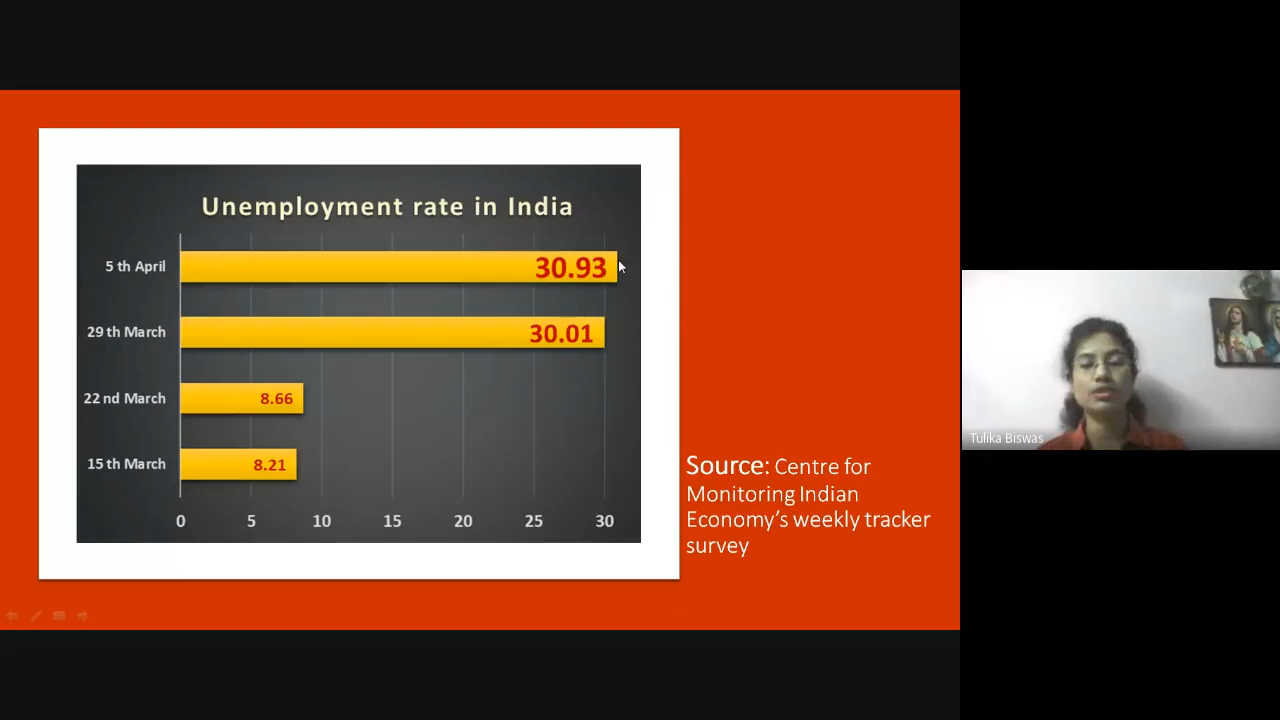 Unemployment rate in India
5 th April
30.93
29 th March
30.01
22 nd March
8.66
15 th March
8.21
0 5 10 15 20 25 30
Source: Centre for
Monitoring Indian
Economy's weekly tracker
survey
Tulika Biswas